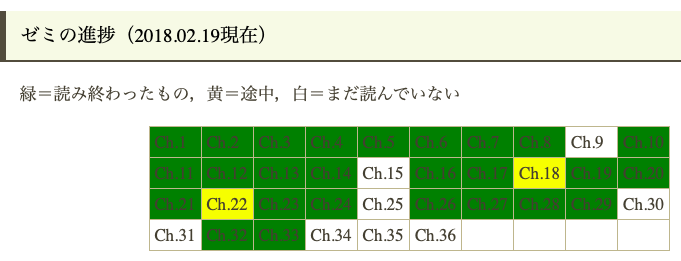 ゼミの進捗（2018.02.19現在）
緑＝読み終わったもの，黄＝途中，白＝まだ読んでいない
Ch.1 Ch.2 Ch.3 Ch.4 Ch.5 Ch.6 Ch.7 Ch.8 Ch.9 Ch.10
Ch.11 Ch.12 Ch.13 Ch.14 Ch.15 Ch.16 Ch.17 Ch.18 Ch.19 Ch.20
Ch.21 Ch.22 Ch.23 Ch.24 Ch.25 Ch.26 Ch.27 Ch.28 Ch.29 Ch.30
Ch.31 Ch.32 Ch.33 Ch.34 Ch.35 Ch.36